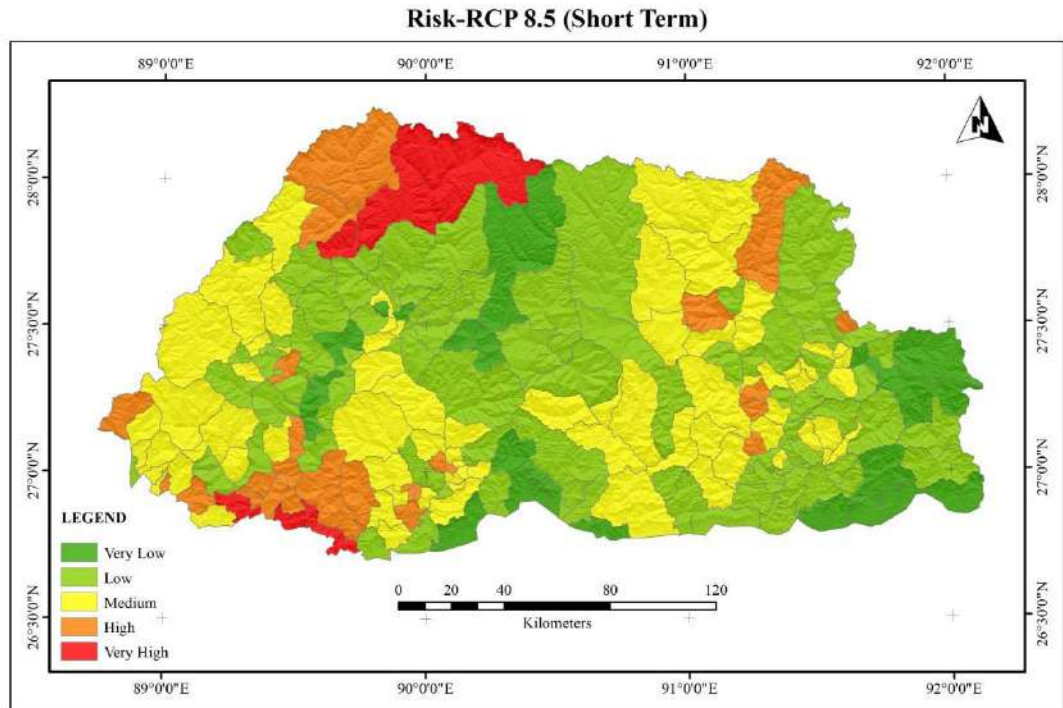 Risk-RCP 8.5 (Short Term)
89°0'0"E 90°0'0"E 91°0'0"E 92°0'0"E
N
28°0'0"N 28°0'0"N
27°30'0"N 27°30'0"N
27°0'0"N 27°0'0"N
26°30'0"N 26°30'0"N
LEGEND
Very Low
Low
Medium
High
Very High
0 20 40 80 120
Kilometers
89°0'0"E 90°0'0"E 91°0'0"E 92°0'0"E